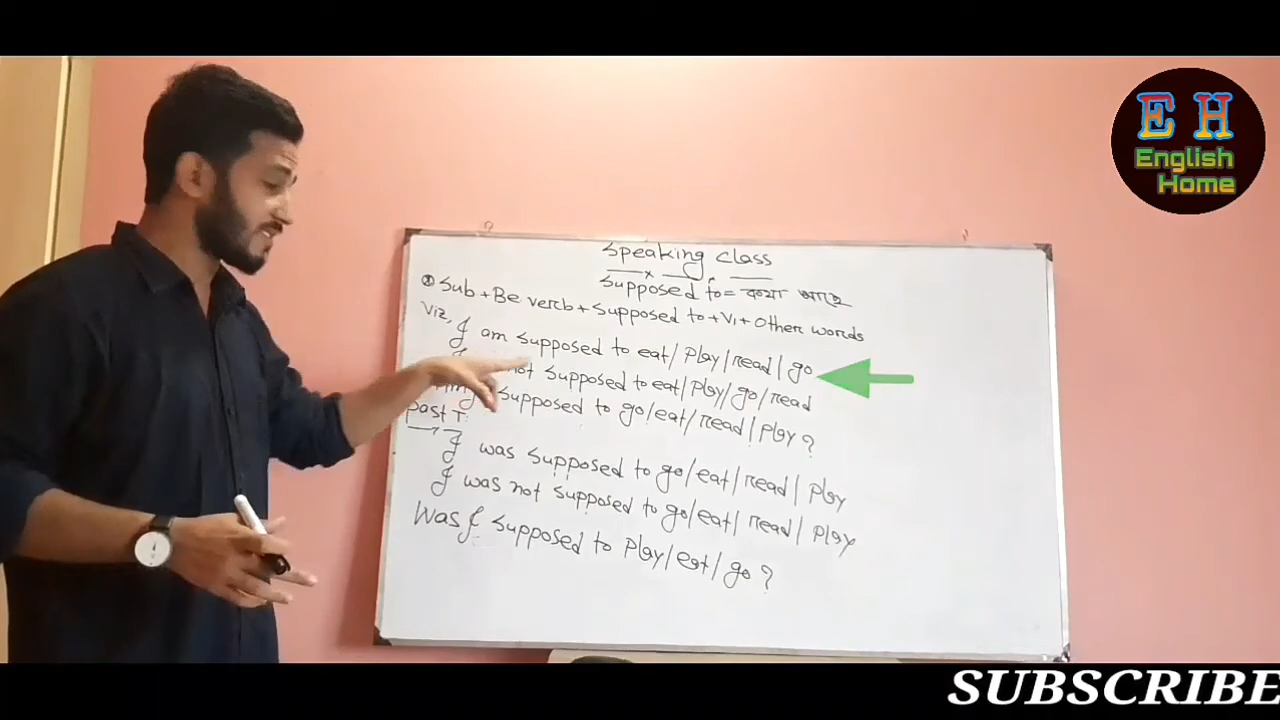 E H
English
Home
Speaking class
Supposed to = কথা আছে
Sub + Be verb + Supposed to + V1 + Other words
Viz, I am supposed to eat / Play / read / go
not supposed to eat / Play / go / read
supposed to go / eat / read / Play ?
Past T:
I was supposed to go / eat / read / Play
I was not supposed to go / eat / read / Play
Was I supposed to Play / eat / go ?
SUBSCRIBE